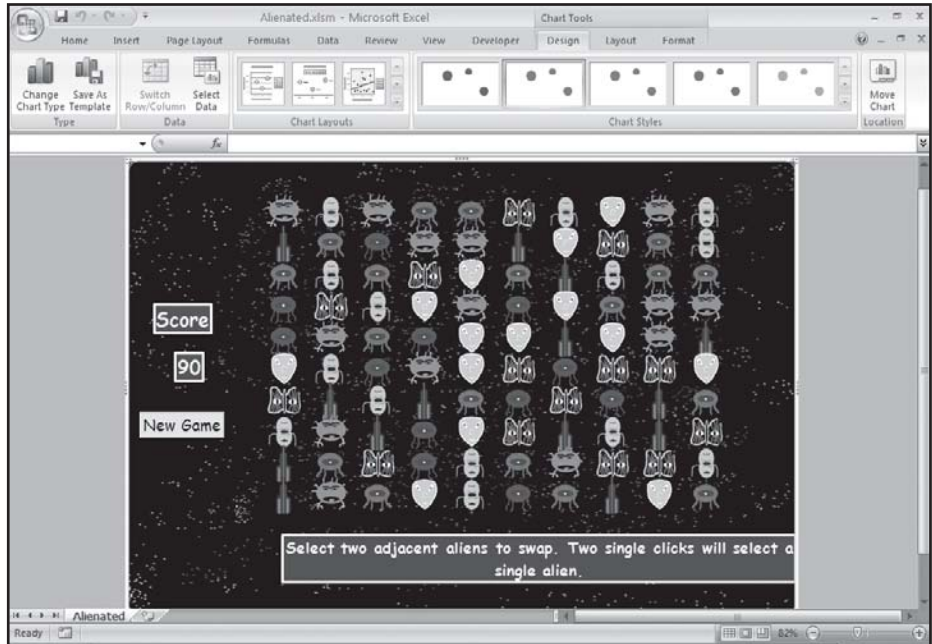 Alienated.xlsm - Microsoft Excel
Chart Tools
Home Insert Page Layout Formulas Data Review View Developer Design Layout Format
Change Chart Type
Save As Template
Switch Row/Column
Select Data
Move Chart
Type
Data
Chart Layouts
Chart Styles
Location
fx
Score
90
New Game
Select two adjacent aliens to swap. Two single clicks will select a
single alien.
Alienated
Ready
82%